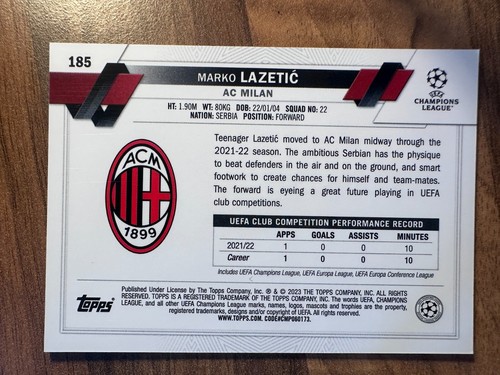 185
MARKO LAZETIĆ
AC MILAN
HT: 1.90M WT: 80KG DOB: 22/01/04 SQUAD NO: 22
NATION: SERBIA POSITION: FORWARD
UEFA
CHAMPIONS
LEAGUE
Teenager Lazetić moved to AC Milan midway through the
2021-22 season. The ambitious Serbian has the physique
to beat defenders in the air and on the ground, and smart
footwork to create chances for himself and team-mates.
The forward is eyeing a great future playing in UEFA
club competitions.
ACM
1899
UEFA CLUB COMPETITION PERFORMANCE RECORD
APPS GOALS ASSISTS MINUTES
2021/22 1 0 0 10
Career 1 0 0 10
Includes UEFA Champions League, UEFA Europa League, UEFA Europa Conference League
Topps
Published Under License by The Topps Company, Inc. ® & © 2023 THE TOPPS COMPANY, INC. ALL RIGHTS
RESERVED. TOPPS IS A REGISTERED TRADEMARK OF THE TOPPS COMPANY, INC. The words UEFA, CHAMPIONS
LEAGUE, and all other UEFA Champions League marks, names, logos, mascots and trophies are the property,
registered trademarks, designs and/or copyright of UEFA. All rights reserved.
WWW.TOPPS.COM. CODE#CMP060173.